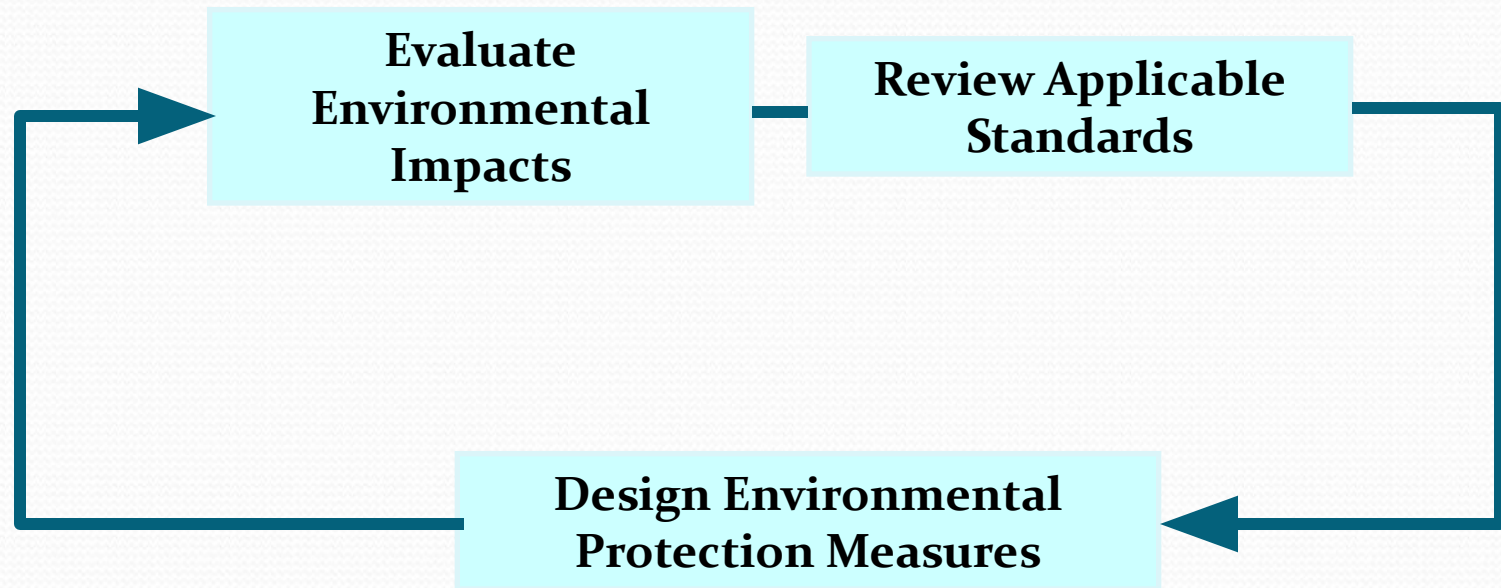 Evaluate
Environmental
Impacts
Review Applicable
Standards
Design Environmental
Protection Measures